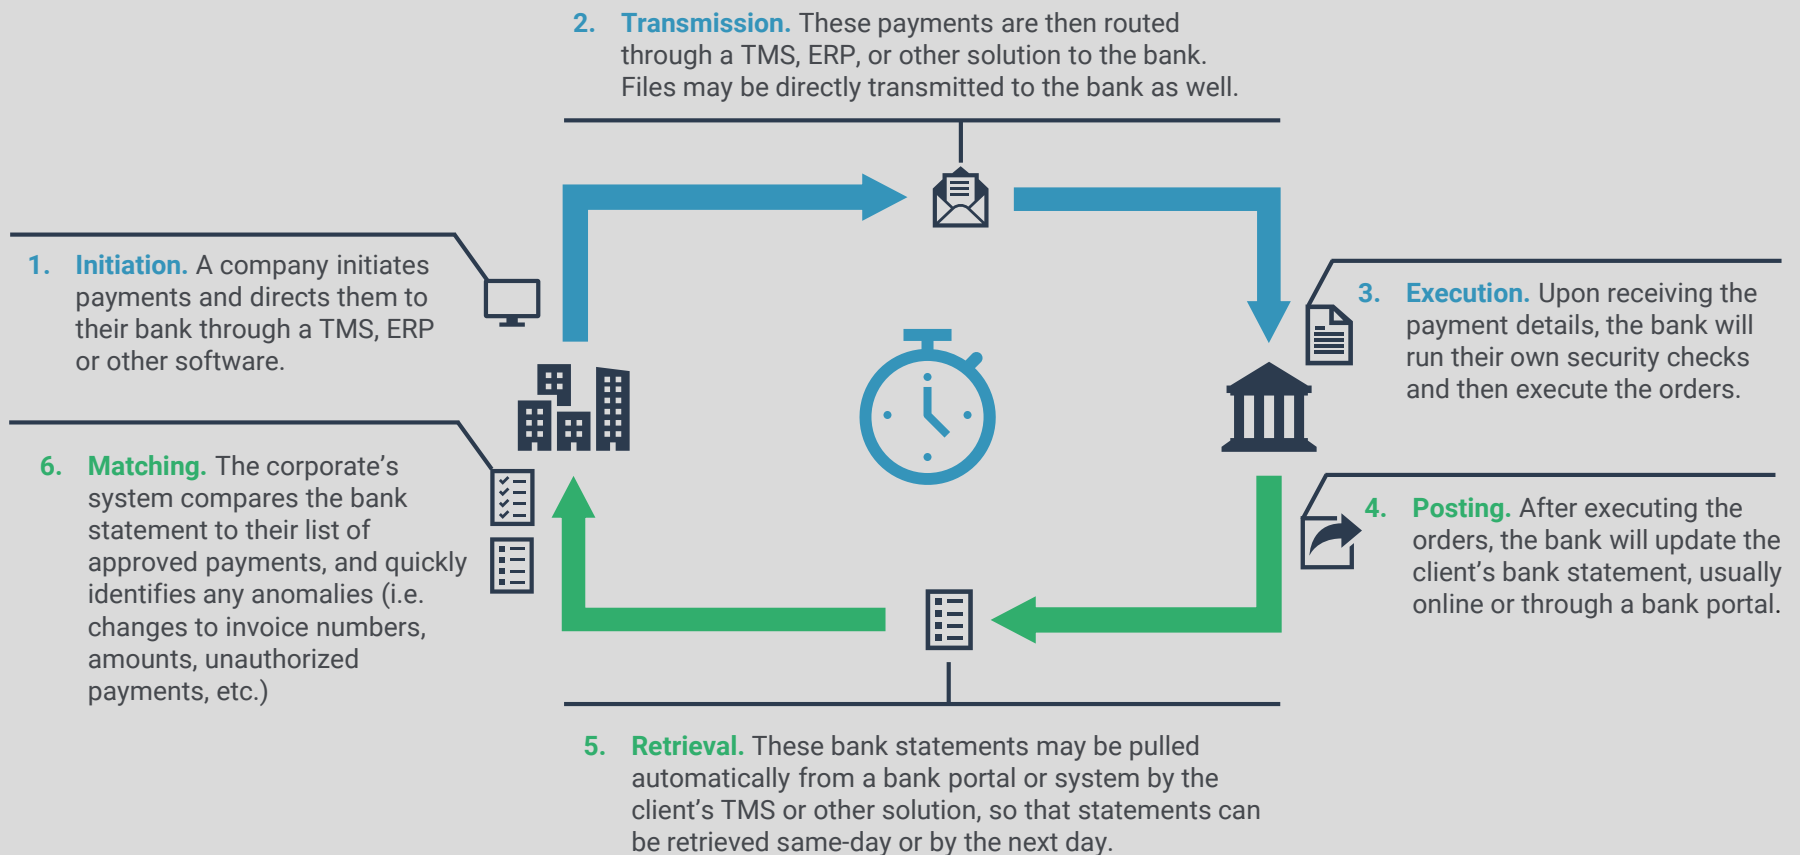 1. Initiation. A company initiates
payments and directs them to
their bank through a TMS, ERP
or other software.
2. Transmission. These payments are then routed
through a TMS, ERP, or other solution to the bank.
Files may be directly transmitted to the bank as well.
3. Execution. Upon receiving the
payment details, the bank will
run their own security checks
and then execute the orders.
4. Posting. After executing the
orders, the bank will update the
client’s bank statement, usually
online or through a bank portal.
5. Retrieval. These bank statements may be pulled
automatically from a bank portal or system by the
client’s TMS or other solution, so that statements can
be retrieved same-day or by the next day.
6. Matching. The corporate’s
system compares the bank
statement to their list of
approved payments, and quickly
identifies any anomalies (i.e.
changes to invoice numbers,
amounts, unauthorized
payments, etc.)